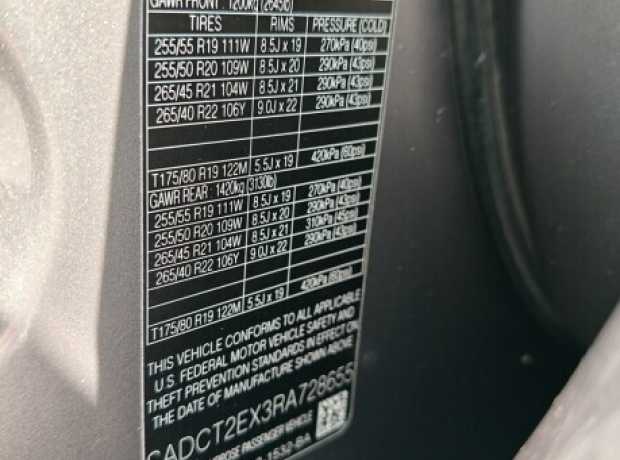 GAWR FRONT: 1200kg (2645lb)
TIRES RIMS PRESSURE (COLD)
255/55 R19 111W 8.5J x 19 270kPa (40psi)
255/50 R20 109W 8.5J x 20 290kPa (43psi)
265/45 R21 104W 8.5J x 21 290kPa (43psi)
265/40 R22 106Y 9.0J x 22 290kPa (43psi)
T175/80 R19 122M 5.5J x 19 420kPa (60psi)
GAWR REAR: 1420kg (3130lb)
255/55 R19 111W 8.5J x 19 270kPa (40psi)
255/50 R20 109W 8.5J x 20 290kPa (43psi)
265/45 R21 104W 8.5J x 21 310kPa (45psi)
265/40 R22 106Y 9.0J x 22 290kPa (43psi)
T175/80 R19 122M 5.5J x 19 420kPa (60psi)
THIS VEHICLE CONFORMS TO ALL APPLICABLE
U.S. FEDERAL MOTOR VEHICLE SAFETY AND
THEFT PREVENTION STANDARDS IN EFFECT ON
THE DATE OF MANUFACTURE SHOWN ABOVE.
SADCT2EX3RA728655
PASSENGER VEHICLE